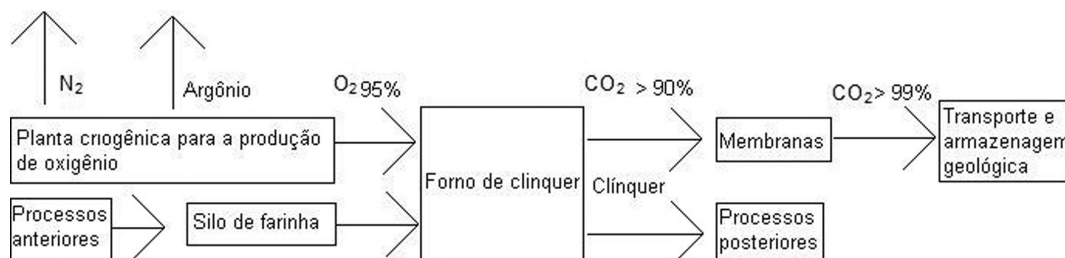 N2
Argônio
O2 95%
CO2 > 90%
CO2 > 99%
Planta criogênica para a produção
de oxigênio
Forno de clinquer
Membranas
Transporte e
armazenagem
geológica
Clínquer
Processos
anteriores
Silo de farinha
Processos
posteriores